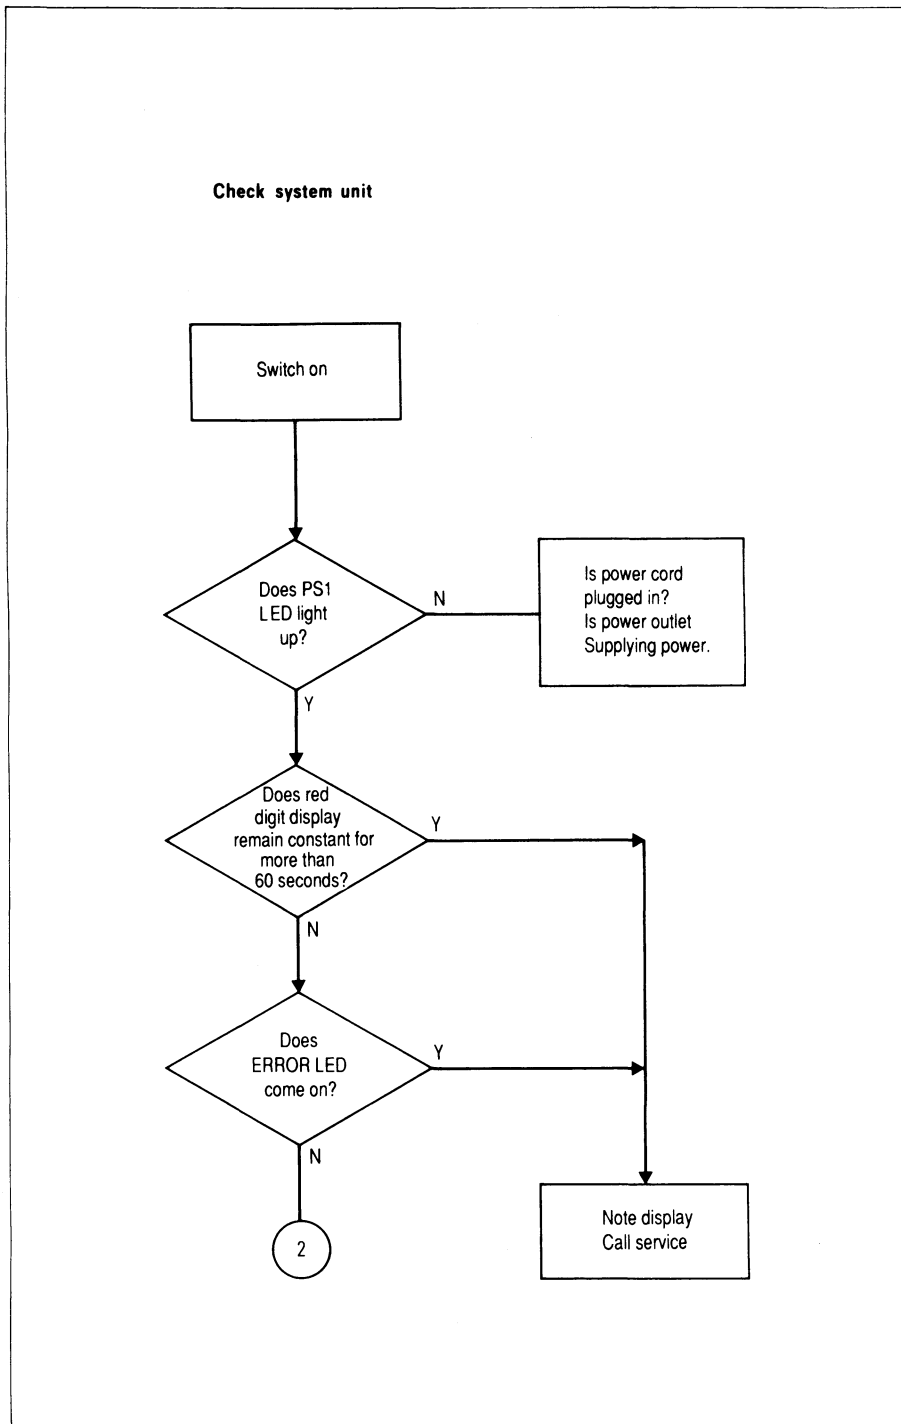 Check system unit
Switch on
Does PS1
LED light
up?
N
Is power cord
plugged in?
Is power outlet
Supplying power.
Y
Does red
digit display
remain constant for
more than
60 seconds?
Y
N
Does
ERROR LED
come on?
Y
N
2
Note display
Call service